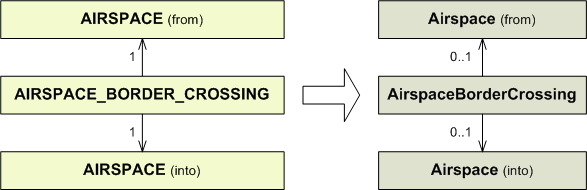 AIRSPACE (from)
1
AIRSPACE_BORDER_CROSSING
1
AIRSPACE (into)
Airspace (from)
0..1
AirspaceBorderCrossing
0..1
Airspace (into)